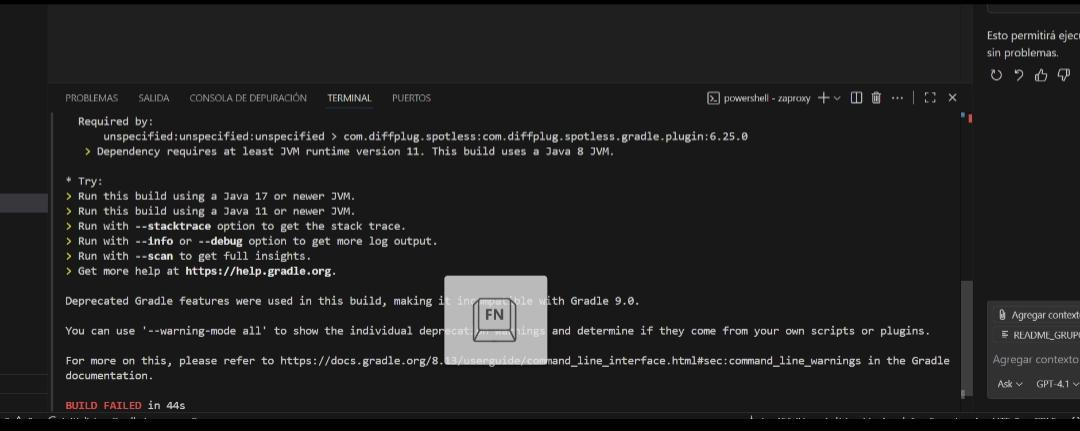 Esto permitirá ejec
sin problemas.
PROBLEMAS SALIDA CONSOLA DE DEPURACIÓN TERMINAL PUERTOS
powershell - zaproxy
Required by:
unspecified:unspecified:unspecified > com.diffplug.spotless:com.diffplug.spotless.gradle.plugin:6.25.0
> Dependency requires at least JVM runtime version 11. This build uses a Java 8 JVM.
* Try:
> Run this build using a Java 17 or newer JVM.
> Run this build using a Java 11 or newer JVM.
> Run with --stacktrace option to get the stack trace.
> Run with --info or --debug option to get more log output.
> Run with --scan to get full insights.
> Get more help at https://help.gradle.org.
Deprecated Gradle features were used in this build, making it incompatible with Gradle 9.0.
FN
You can use '--warning-mode all' to show the individual deprecation warnings and determine if they come from your own scripts or plugins.
For more on this, please refer to https://docs.gradle.org/8.13/userguide/command_line_interface.html#sec:command_line_warnings in the Gradle
documentation.
BUILD FAILED in 44s
Agregar context
README_GRUP
Agregar contexto
Ask GPT-4.1